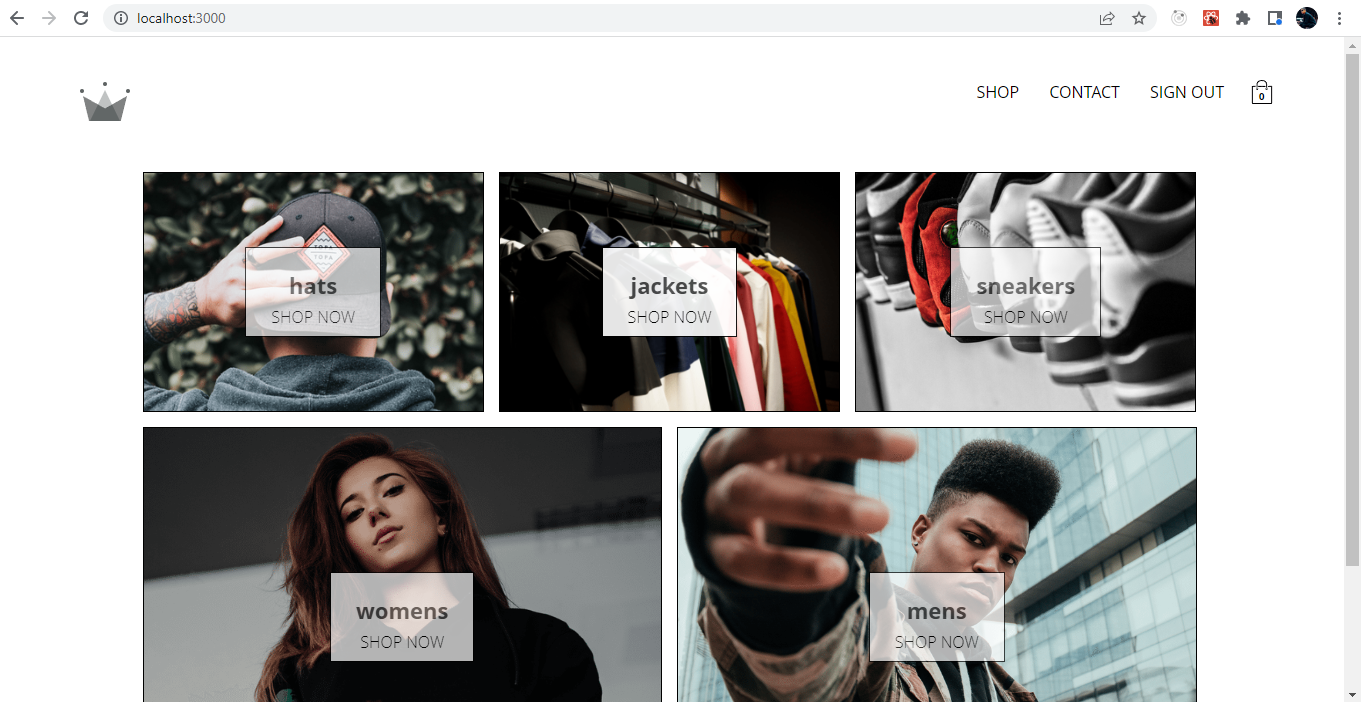 localhost:3000
SHOP
CONTACT
SIGN OUT
0
TOPA
hats
SHOP NOW
jackets
SHOP NOW
sneakers
SHOP NOW
womens
SHOP NOW
mens
SHOP NOW